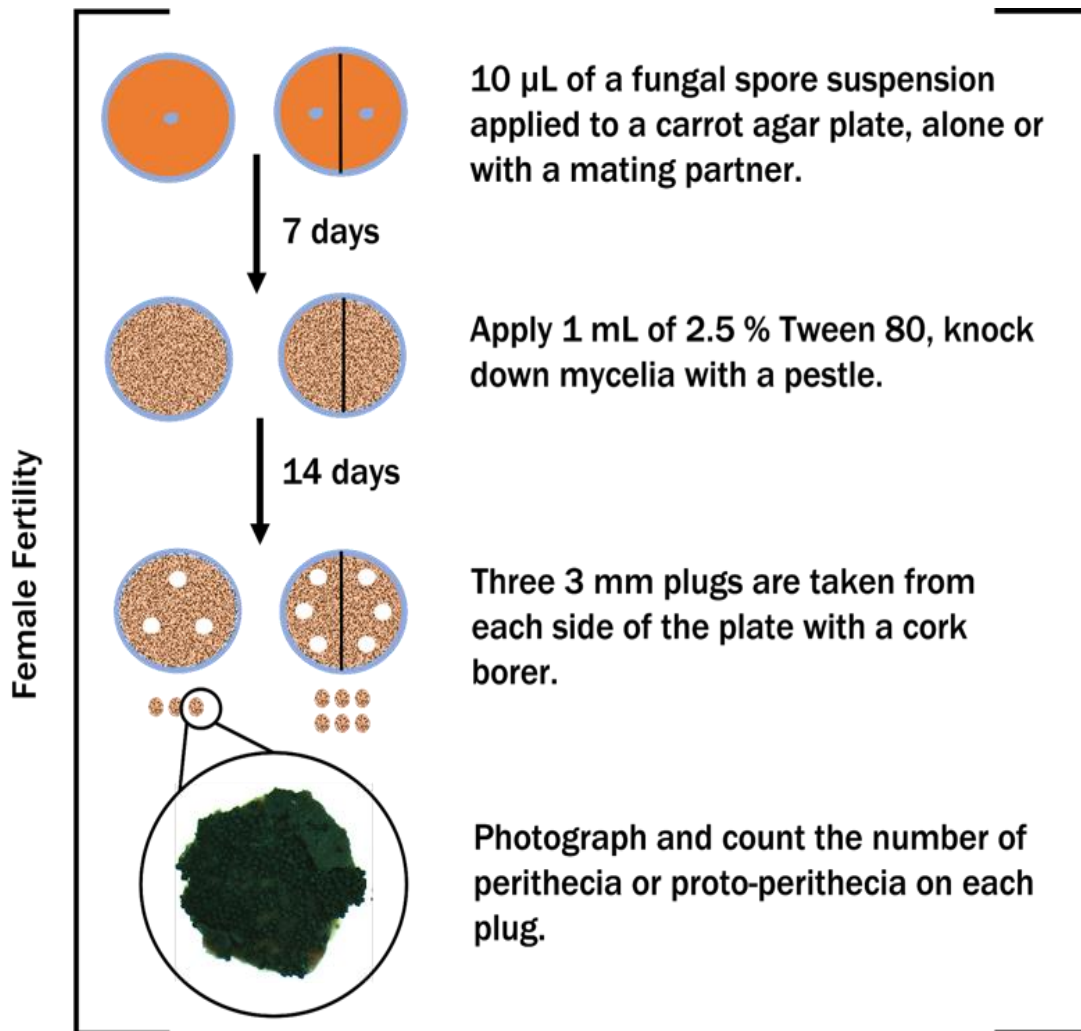 10 µL of a fungal spore suspension
applied to a carrot agar plate, alone or
with a mating partner.
7 days
Apply 1 mL of 2.5 % Tween 80, knock
down mycelia with a pestle.
14 days
Female Fertility
Three 3 mm plugs are taken from
each side of the plate with a cork
borer.
Photograph and count the number of
perithecia or proto-perithecia on each
plug.